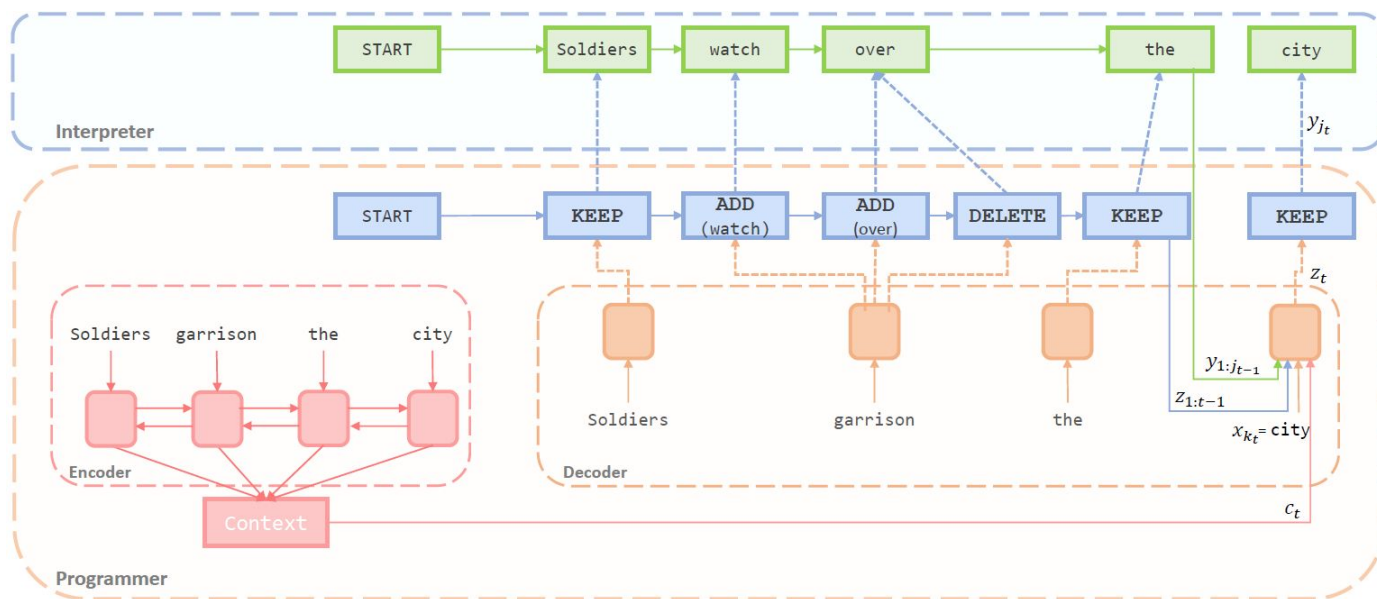 START
Soldiers
watch
over
the
city
Interpreter
y_{j_t}
START
KEEP
ADD
(watch)
ADD
(over)
DELETE
KEEP
KEEP
z_t
Soldiers
garrison
the
city
Encoder
Context
Soldiers
garrison
the
y_{1:j_{t-1}}
z_{1:t-1}
x_{k_t}= city
Decoder
c_t
Programmer